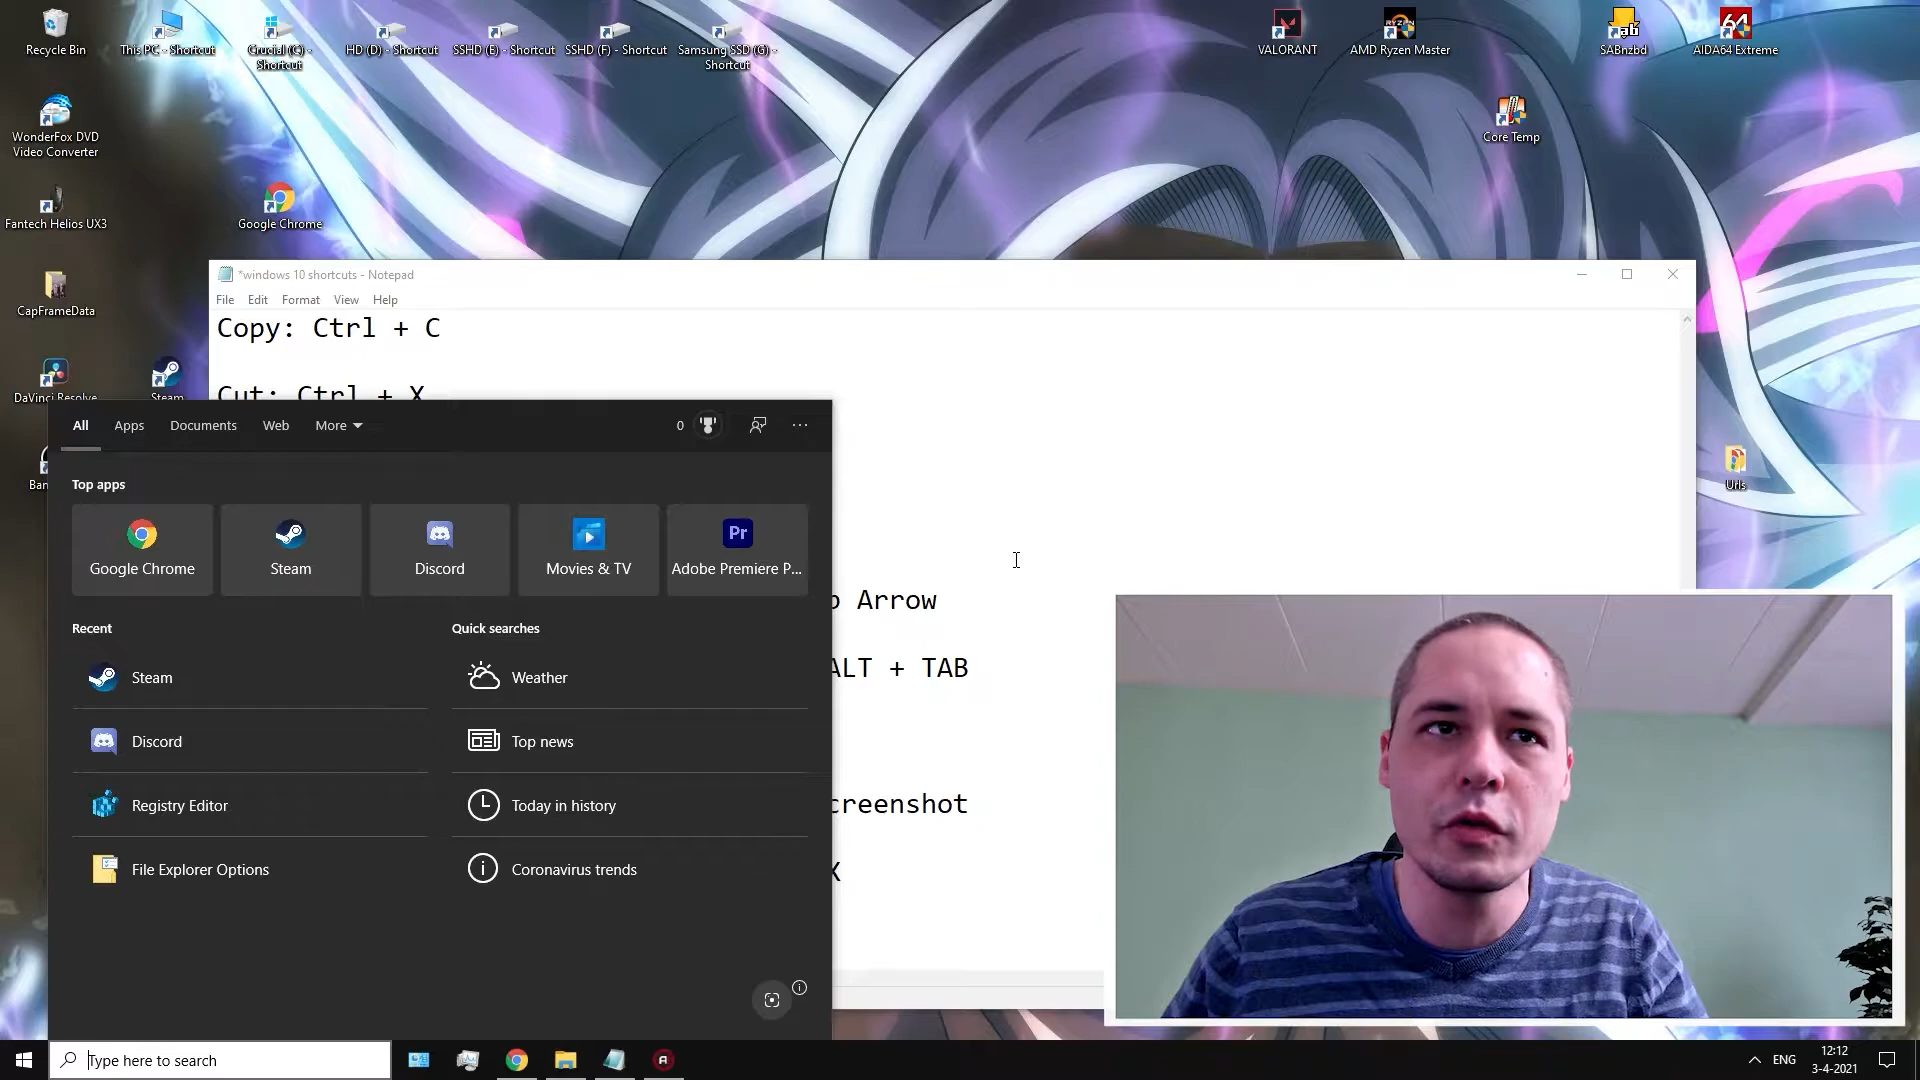 Recycle Bin
This PC - Shortcut
Crucial (C) -
Shortcut
HD (D) - Shortcut
SSHD (E) - Shortcut
SSHD (F) - Shortcut
Samsung SSD (G) -
Shortcut
VALORANT
RYZEN
AMD Ryzen Master
ab
SABnzbd
64
AIDA64 Extreme
WonderFox DVD
Video Converter
Core Temp
Fantech Helios UX3
Google Chrome
CapFrameData
DaVinci Resolve
Steam
Ban
Urls
*windows 10 shortcuts - Notepad
File Edit Format View Help
Copy: Ctrl + C
Cut: Ctrl + X
Arrow
ALT + TAB
creenshot
X
All Apps Documents Web More
0
Top apps
Google Chrome
Steam
Discord
Movies & TV
Pr
Adobe Premiere P...
Recent
Steam
Discord
Registry Editor
File Explorer Options
Quick searches
Weather
Top news
Today in history
Coronavirus trends
Type here to search
ENG
12:12
3-4-2021